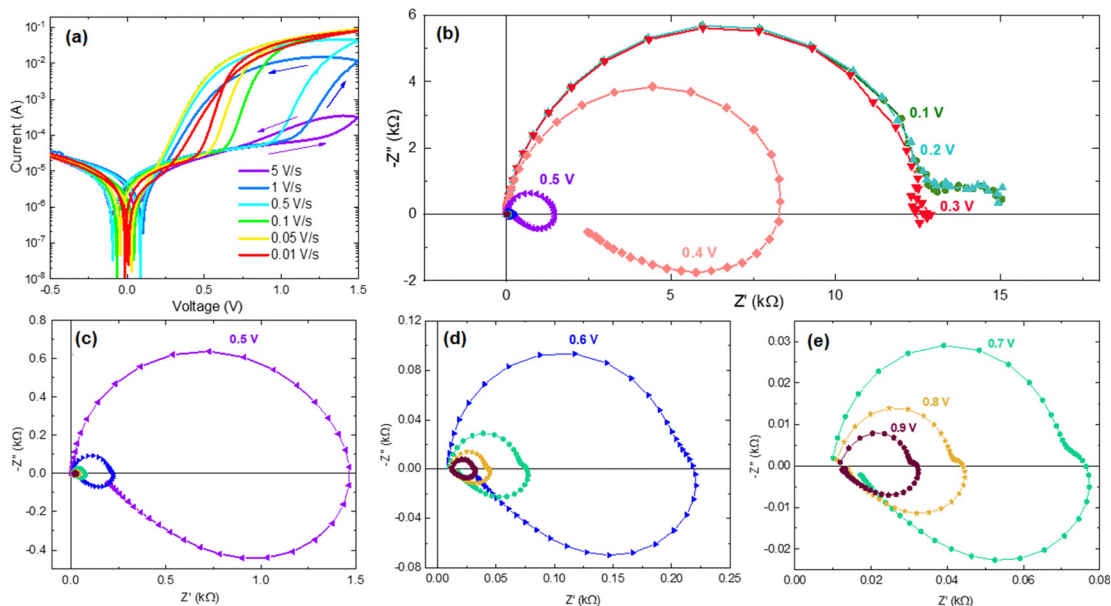 (a)
Current (A)
10⁻¹
10⁻²
10⁻³
10⁻⁴
10⁻⁵
10⁻⁶
10⁻⁷
10⁻⁸
5 V/s
1 V/s
0.5 V/s
0.1 V/s
0.05 V/s
0.01 V/s
-0.5 0.0 0.5 1.0 1.5
Voltage (V)
(b)
-Z'' (kΩ)
6
4
2
0
-2
0.1 V
0.2 V
0.3 V
0.4 V
0.5 V
0 5 10 15
Z' (kΩ)
(c)
-Z'' (kΩ)
0.8
0.6
0.4
0.2
0.0
-0.2
-0.4
0.5 V
0.0 0.5 1.0 1.5
Z' (kΩ)
(d)
-Z'' (kΩ)
0.12
0.08
0.04
0.00
-0.04
-0.08
0.6 V
0.00 0.05 0.10 0.15 0.20 0.25
Z' (kΩ)
(e)
-Z'' (kΩ)
0.03
0.02
0.01
0.00
-0.01
-0.02
0.7 V
0.8 V
0.9 V
0.00 0.02 0.04 0.06 0.08
Z' (kΩ)